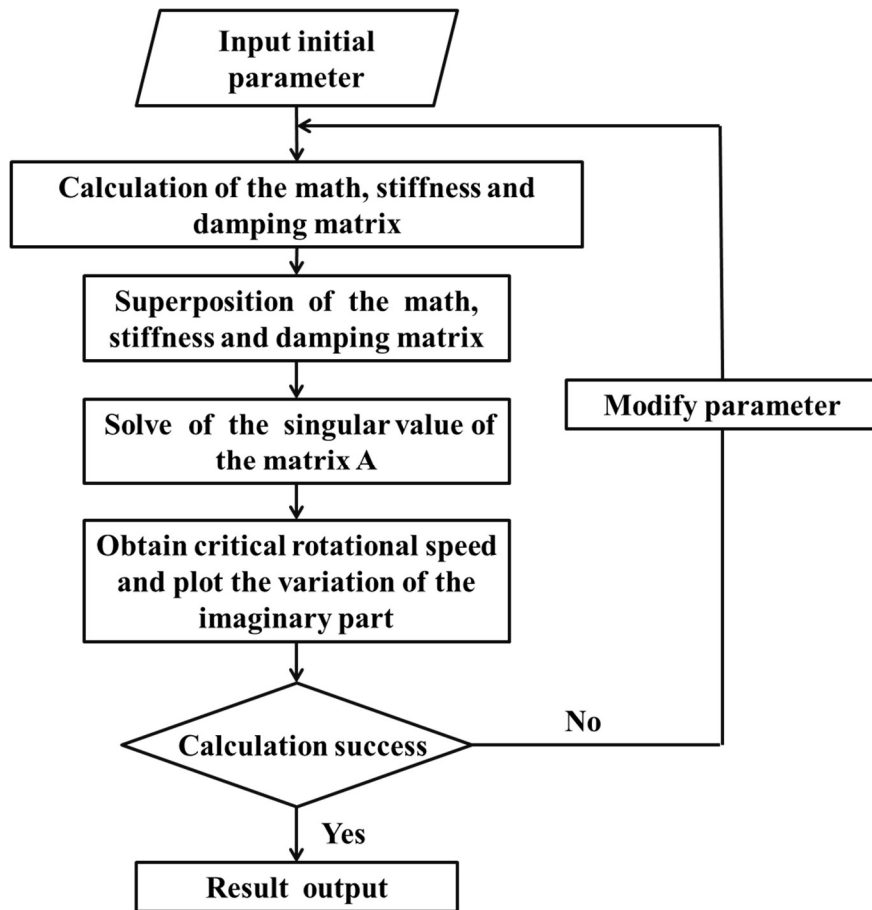 Input initial
parameter
Calculation of the math, stiffness and
damping matrix
Superposition of the math,
stiffness and damping matrix
Solve of the singular value of
the matrix A
Modify parameter
Obtain critical rotational speed
and plot the variation of the
imaginary part
Calculation success
No
Yes
Result output